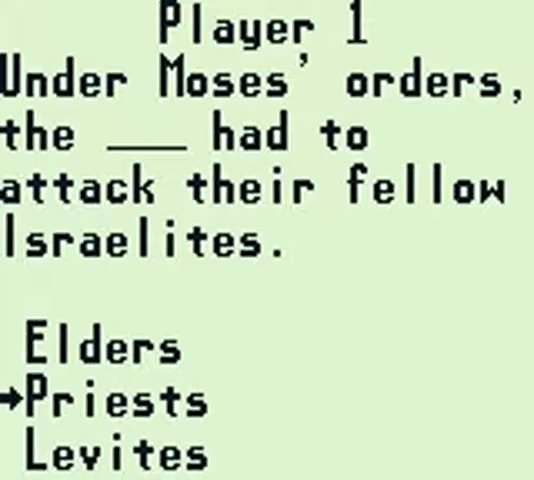 Player 1
Under Moses' orders,
the ___ had to
attack their fellow
Israelites.
Elders
→Priests
Levites